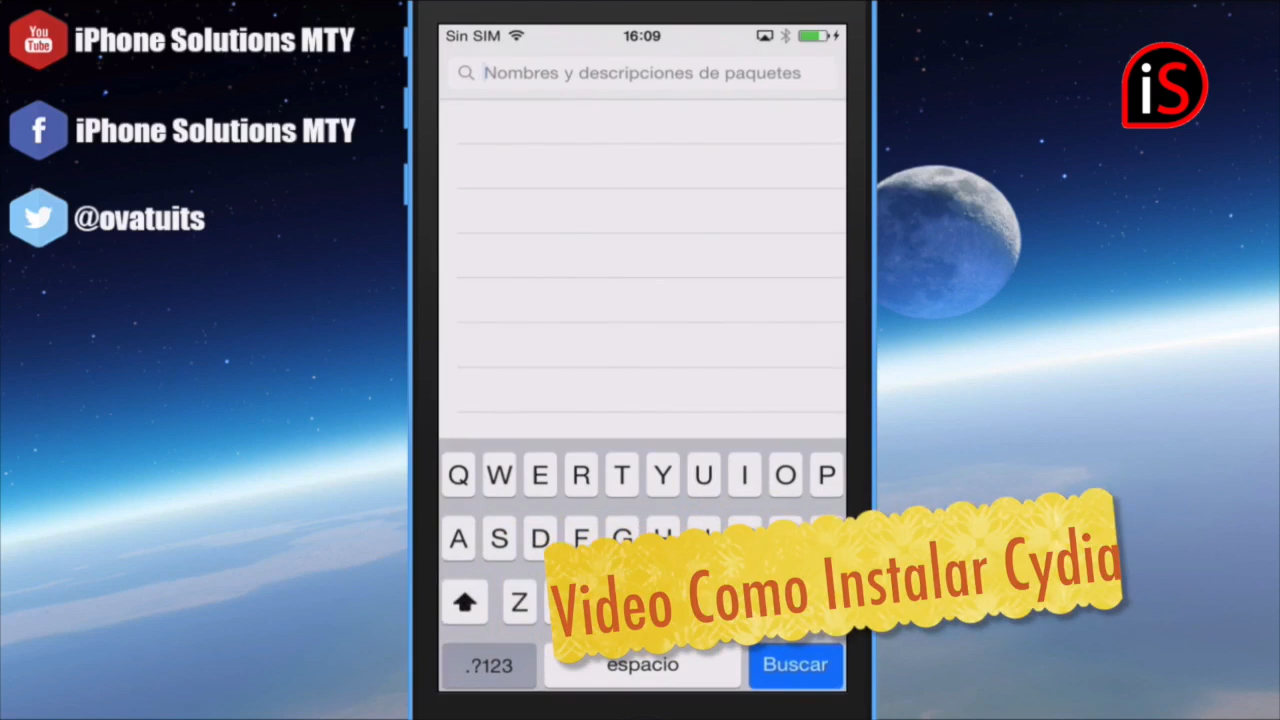 You
Tube
iPhone Solutions MTY
f
iPhone Solutions MTY
@ovatuits
Sin SIM
16:09
Nombres y descripciones de paquetes
iS
Q W E R T Y U I O P
A S D F G H
Z
.?123
espacio
Buscar
Video Como Instalar Cydia